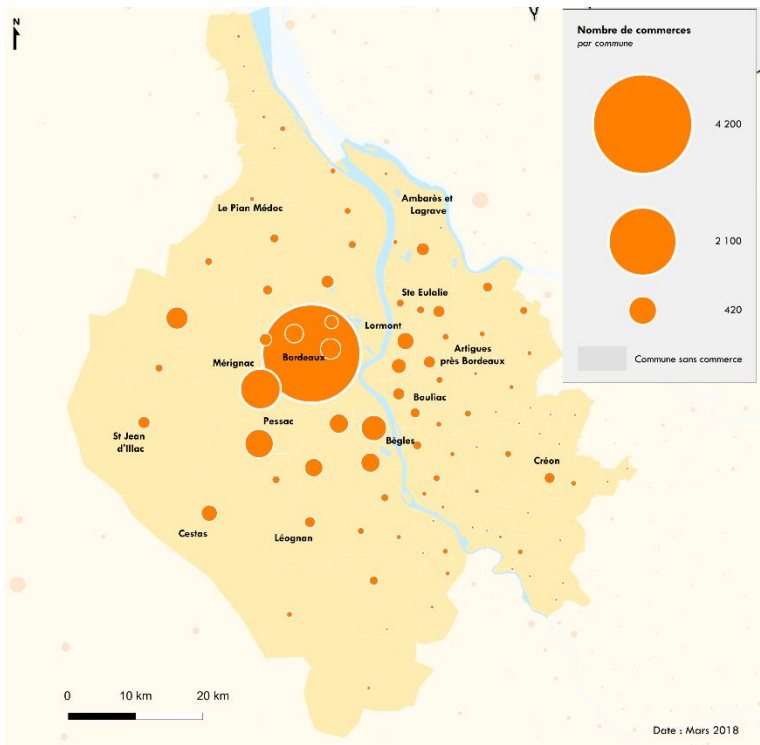 N
Nombre de commerces
par commune
4 200
2 100
420
Commune sans commerce
Le Pian Médoc
Ambarès et
Lagrave
Ste Eulalie
Lormont
Bordeaux
Artigues
près Bordeaux
Mérignac
Bouliac
Pessac
St Jean
d'Illac
Bègles
Créon
Cestas
Léognan
0 10 km 20 km
Date : Mars 2018